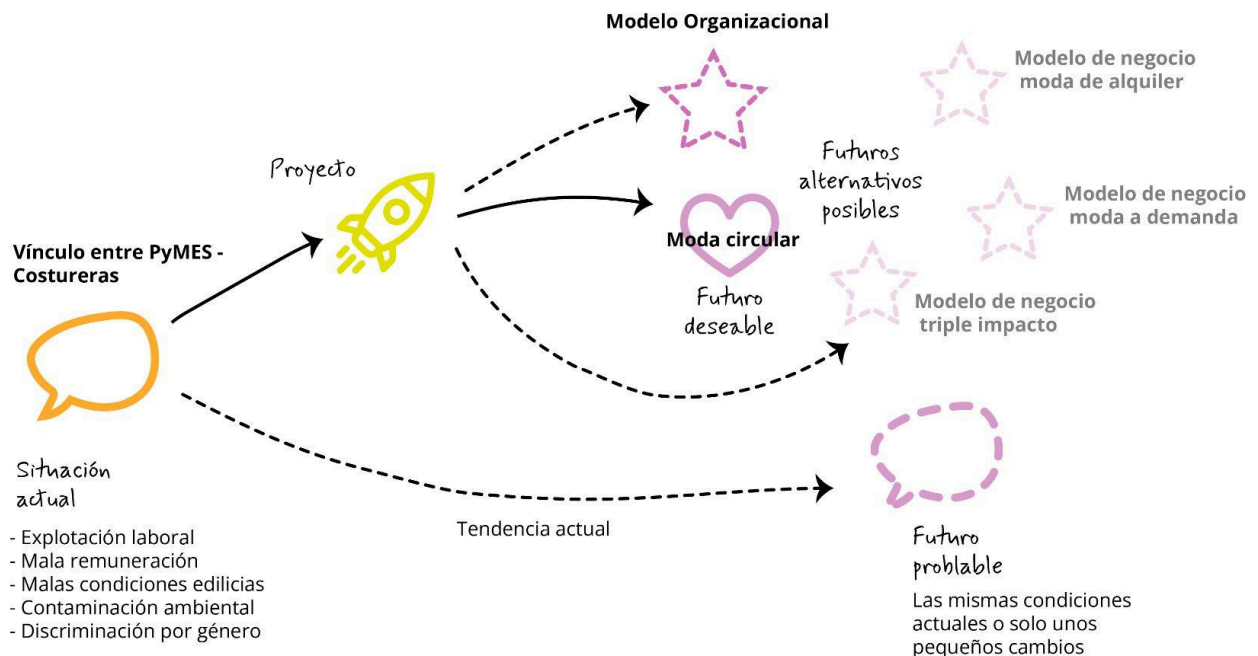 Modelo Organizacional
Modelo de negocio
moda de alquiler
Proyecto
Futuros
alternativos
posibles
Modelo de negocio
moda a demanda
Vínculo entre PyMES -
Costureras
Moda circular
Futuro
deseable
Modelo de negocio
triple impacto
Situación
actual
- Explotación laboral
- Mala remuneración
- Malas condiciones edilicias
- Contaminación ambiental
- Discriminación por género
Tendencia actual
Futuro
problable
Las mismas condiciones
actuales o solo unos
pequeños cambios